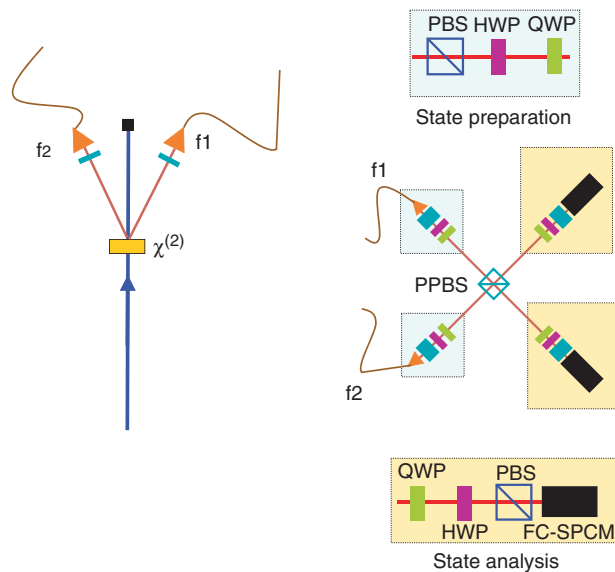 PBS HWP QWP
State preparation
f2
f1
χ(2)
f1
PPBS
f2
QWP
PBS
HWP
FC-SPCM
State analysis